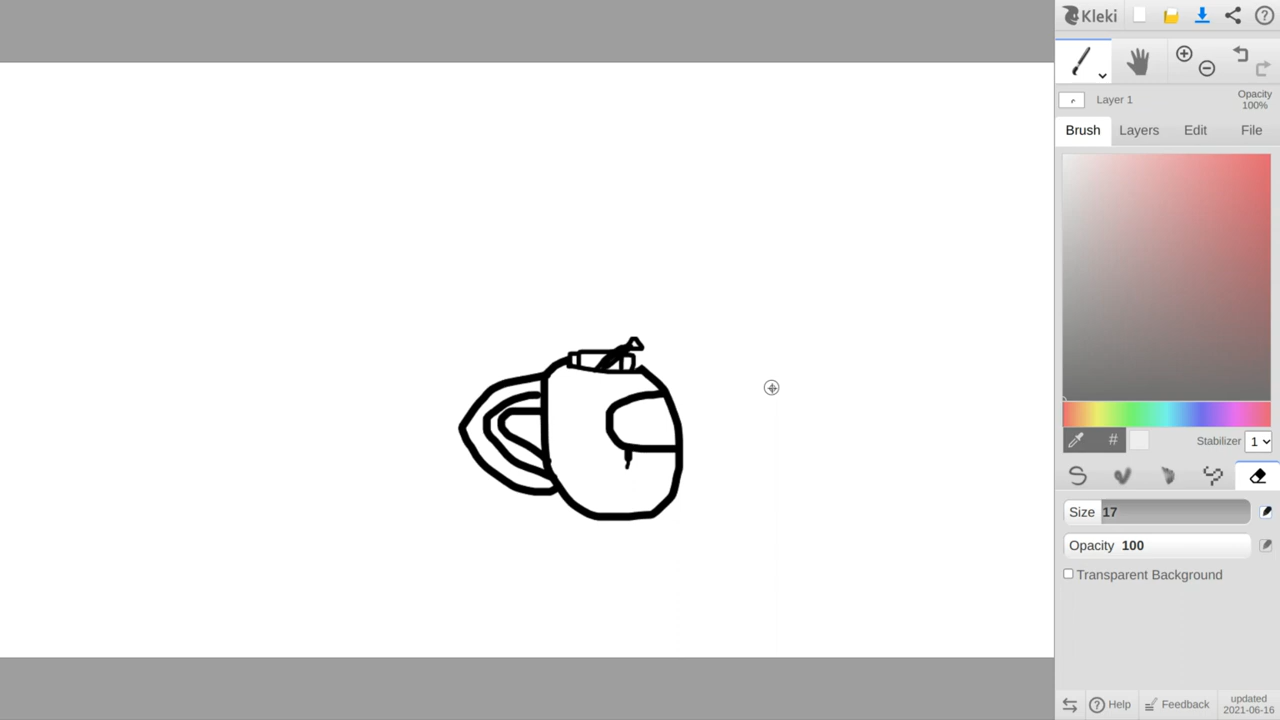 Kleki
Layer 1
Opacity
100%
Brush
Layers
Edit
File
#
Stabilizer 1
Size 17
Opacity 100
Transparent Background
Help
Feedback
updated
2021-06-16